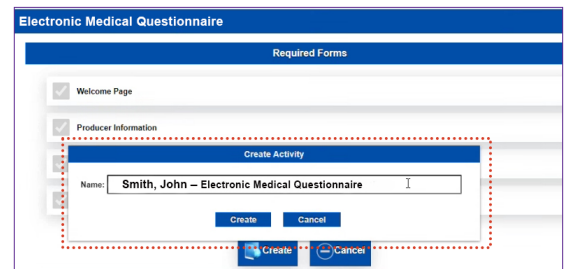 Electronic Medical Questionnaire
Required Forms
Welcome Page
Producer Information
Create Activity
Name: Smith, John – Electronic Medical Questionnaire
Create Cancel
Create Cancel